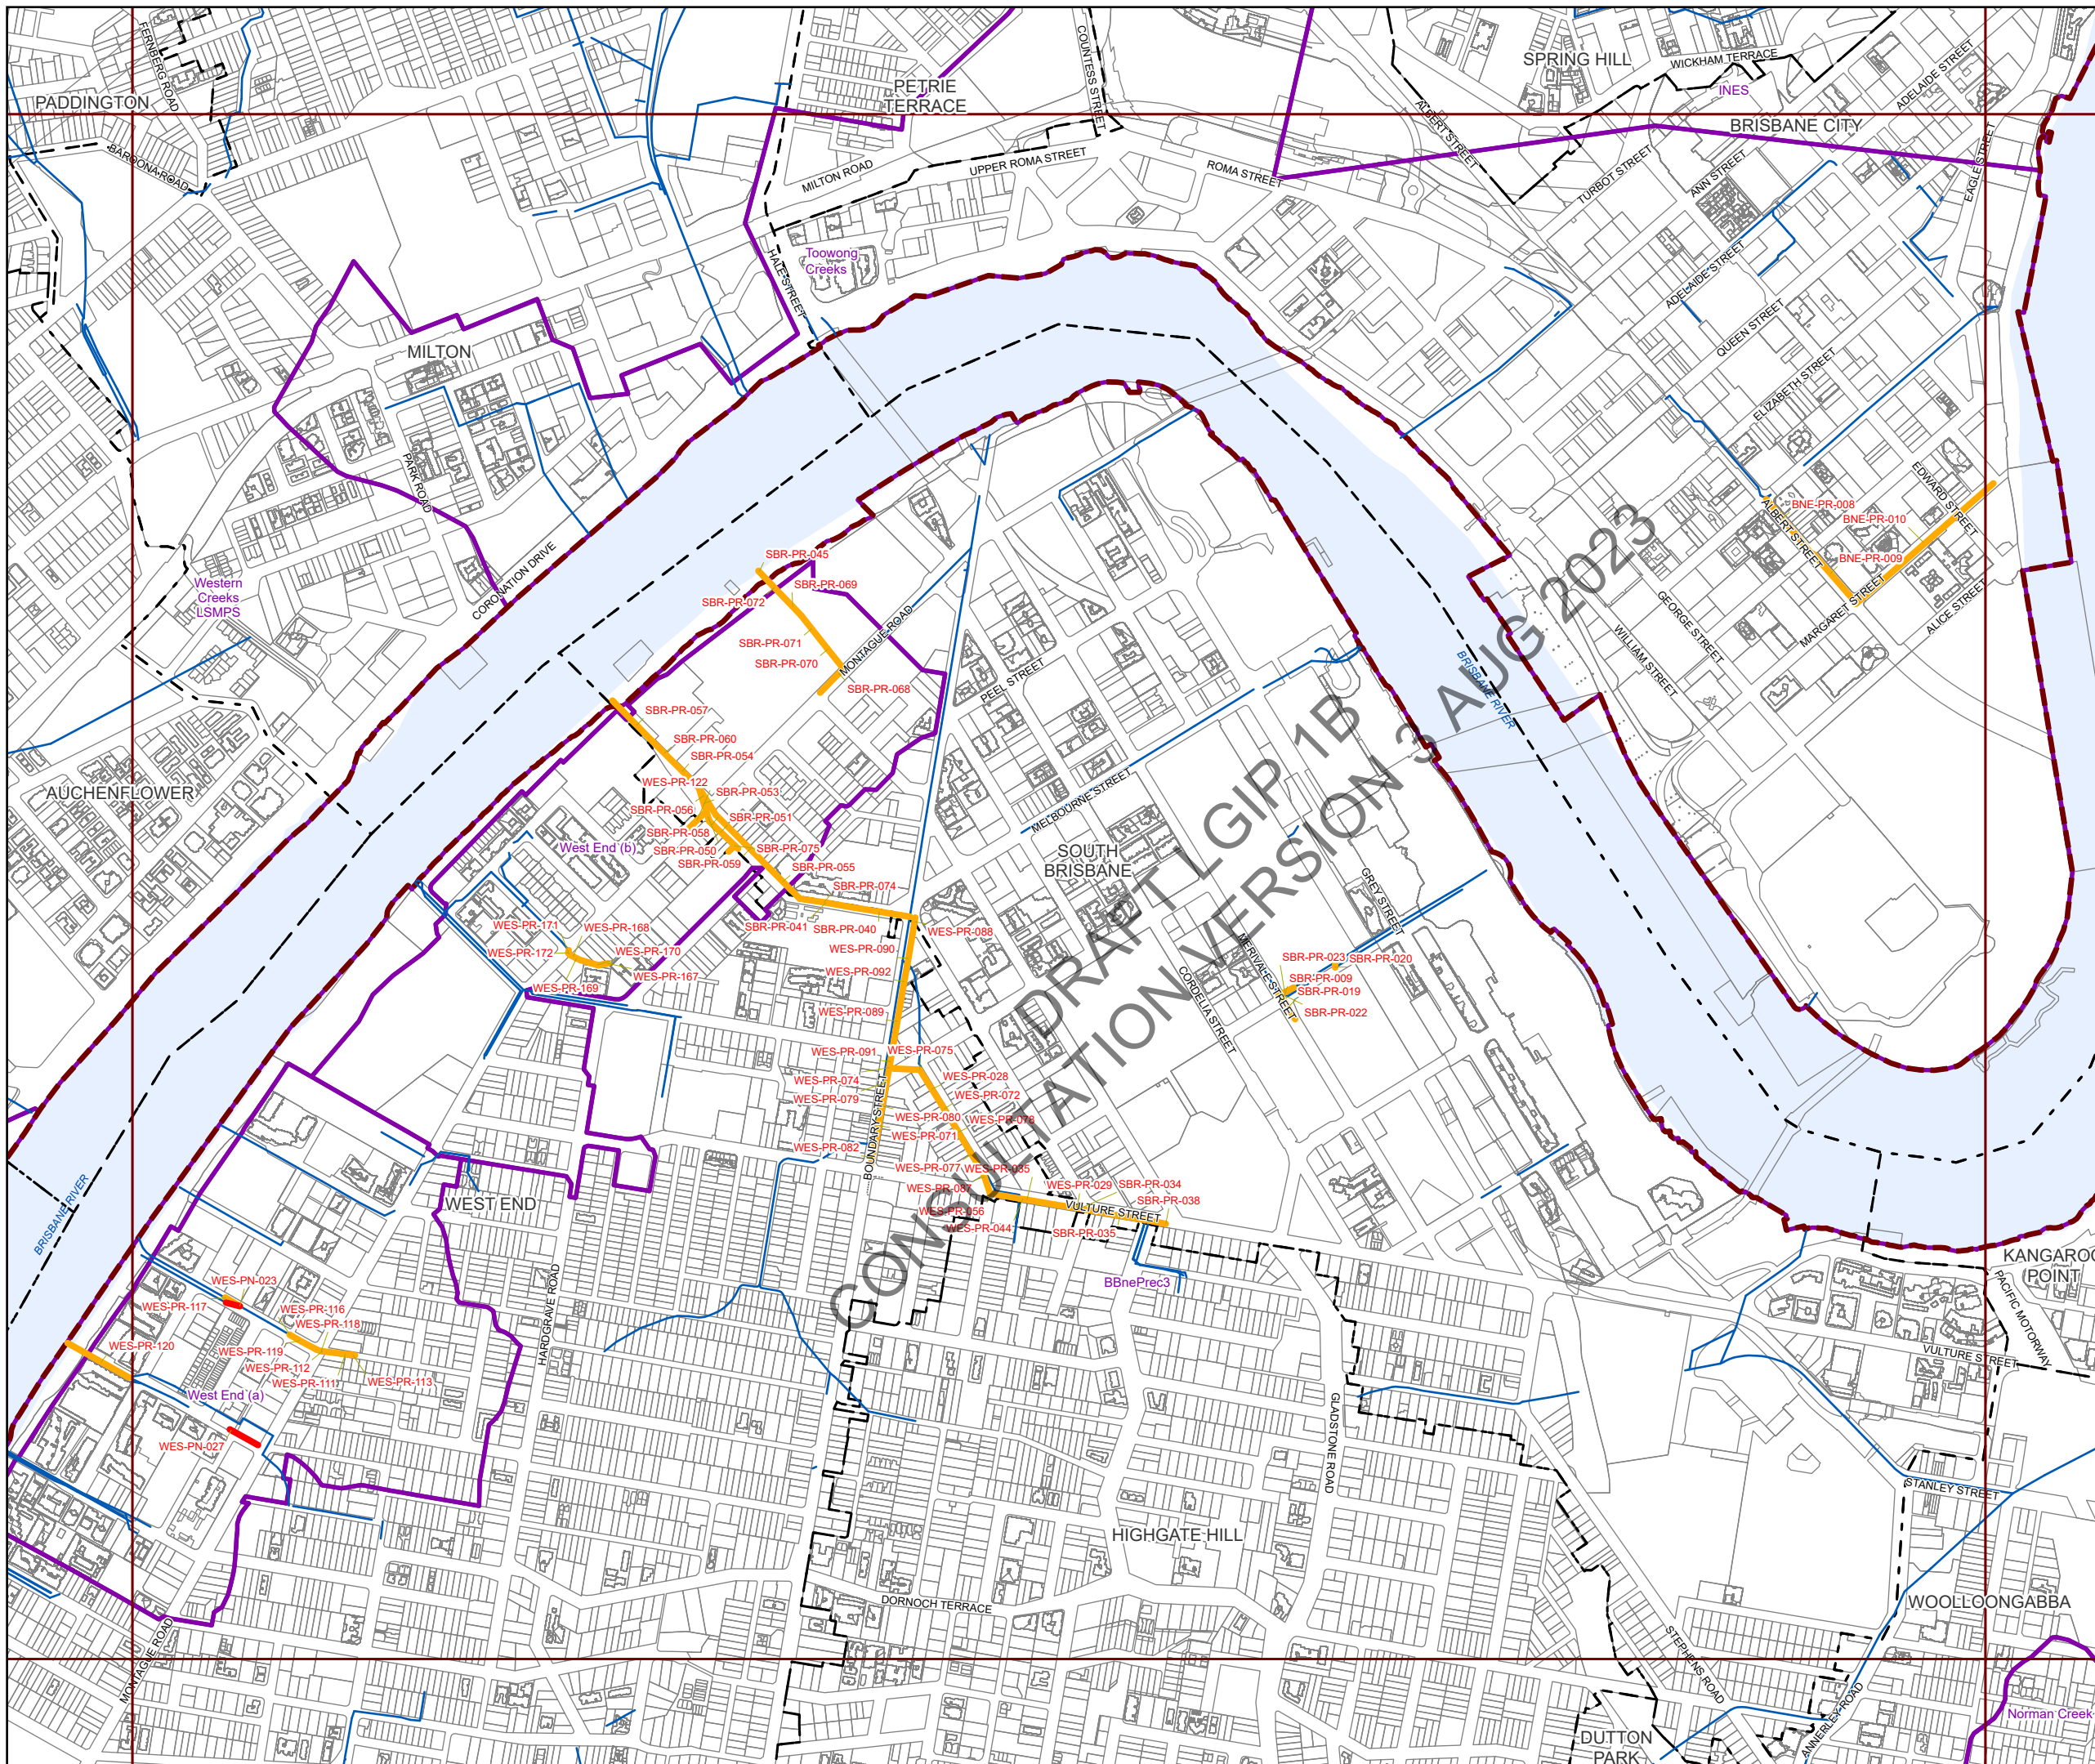 FERNBERG ROAD
COUNTESS STREET
SPRING HILL
WICKHAM TERRACE
PADDINGTON
PETRIE
TERRACE
INES
ADELAIDE STREET
ALBERT STREET
BRISBANE CITY
BAROONA ROAD
MILTON ROAD
UPPER ROMA STREET
ROMA STREET
TURBOT STREET
ANN STREET
EAGLE STREET
HALE STREET
Toowong
Creeks
ADELAIDE STREET
QUEEN STREET
MILTON
ELIZABETH STREET
PARK ROAD
EDWARD STREET
BNE-PR-008
BNE-PR-010
ALBERT STREET
BNE-PR-009
SBR-PR-045
CORONATION DRIVE
Western
Creeks
LSMPS
SBR-PR-069
SBR-PR-072
GEORGE STREET
MARGARET STREET
ALICE STREET
WILLIAM STREET
SBR-PR-071
MONTAGUE ROAD
SBR-PR-070
PEEL STREET
SBR-PR-068
BRISBANE RIVER
SBR-PR-057
SBR-PR-060
SBR-PR-054
WES-PR-122
SBR-PR-053
AUCHENFLOWER
SBR-PR-056
SBR-PR-051
MELBOURNE STREET
SBR-PR-058
West End (b)
SBR-PR-050
SBR-PR-075
SBR-PR-059
SOUTH
BRISBANE
SBR-PR-055
SBR-PR-074
GREY STREET
DRAFT LGIP 1B
CONSULTATION VERSION 3 AUG 2023
WES-PR-171
WES-PR-168
SBR-PR-041
SBR-PR-040
WES-PR-088
WES-PR-172
WES-PR-170
WES-PR-090
MERIVALE STREET
SBR-PR-023
SBR-PR-020
WES-PR-167
WES-PR-092
CORDELIA STREET
SBR-PR-009
WES-PR-169
SBR-PR-019
WES-PR-089
SBR-PR-022
WES-PR-091
WES-PR-075
WES-PR-074
WES-PR-028
WES-PR-079
WES-PR-072
BOUNDARY STREET
WES-PR-080
WES-PR-078
WES-PR-071
WES-PR-082
WES-PR-077
WES-PR-085
WES-PR-087
WES-PR-029
SBR-PR-034
SBR-PR-038
WEST END
WES-PR-056
VULTURE STREET
WES-PR-044
SBR-PR-035
BRISBANE RIVER
KANGAROO
POINT
BBnePrec3
WES-PN-023
WES-PR-117
WES-PR-116
WES-PR-118
HARDGRAVE ROAD
PACIFIC MOTORWAY
WES-PR-120
WES-PR-119
WES-PR-112
WES-PR-111
WES-PR-113
VULTURE STREET
West End (a)
GLADSTONE ROAD
WES-PN-027
STANLEY STREET
HIGHGATE HILL
DORNOCH TERRACE
WOOLLOONGABBA
MONTAGUE ROAD
STEPHENS ROAD
ANNERLEY ROAD
Norman Creek
DUTTON
PARK